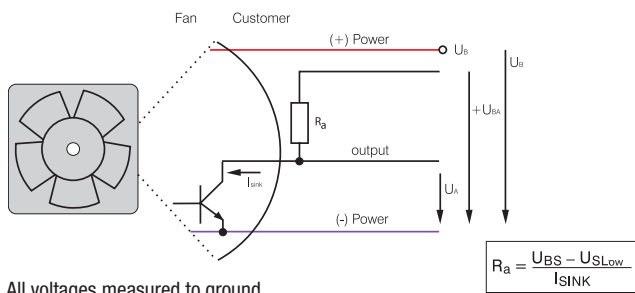 Fan Customer
(+) Power
UB
UB
Ra
+UBA
output
Isink
UA
(-) Power
Ra = UBS – USLow
ISINK
All voltages measured to ground